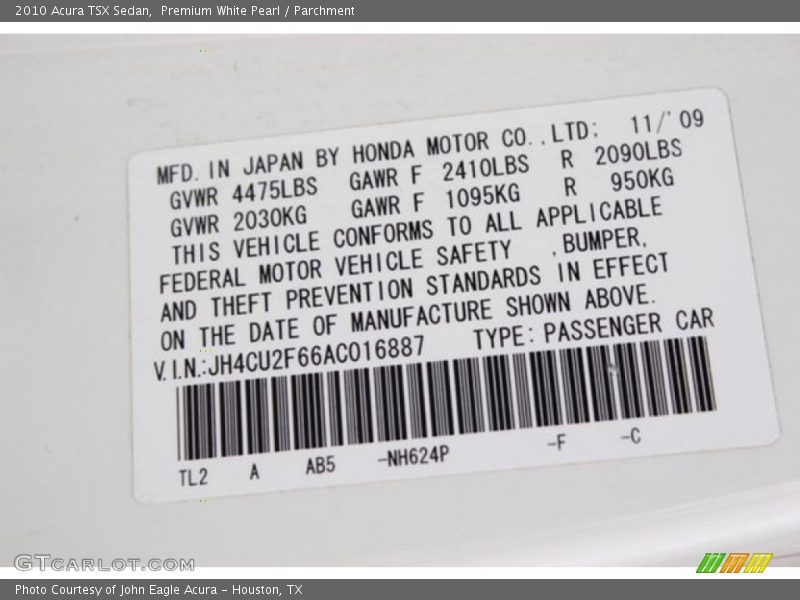 2010 Acura TSX Sedan,  Premium White Pearl / Parchment
MFD. IN JAPAN BY HONDA MOTOR CO.,LTD: 11/'09
GVWR 4475LBS GAWR F 2410LBS R 2090LBS
GVWR 2030KG GAWR F 1095KG R 950KG
THIS VEHICLE CONFORMS TO ALL APPLICABLE
FEDERAL MOTOR VEHICLE SAFETY ,BUMPER,
AND THEFT PREVENTION STANDARDS IN EFFECT
ON THE DATE OF MANUFACTURE SHOWN ABOVE.
V.I.N.:JH4CU2F66AC016887 TYPE: PASSENGER CAR
TL2 A AB5 -NH624P -F -C
GTCARLOT.COM
Photo Courtesy of John Eagle Acura - Houston, TX